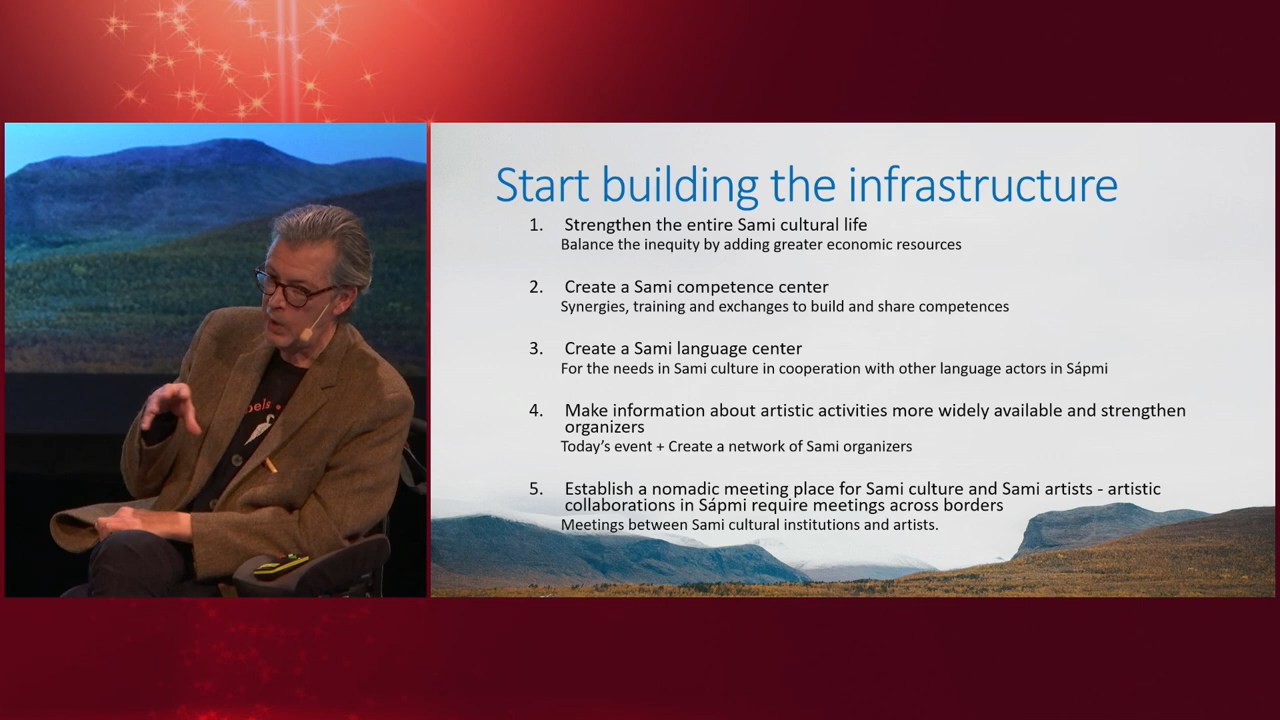 Start building the infrastructure
1. Strengthen the entire Sami cultural life
Balance the inequity by adding greater economic resources
2. Create a Sami competence center
Synergies, training and exchanges to build and share competences
3. Create a Sami language center
For the needs in Sami culture in cooperation with other language actors in Sápmi
4. Make information about artistic activities more widely available and strengthen
organizers
Today's event + Create a network of Sami organizers
5. Establish a nomadic meeting place for Sami culture and Sami artists - artistic
collaborations in Sápmi require meetings across borders
Meetings between Sami cultural institutions and artists.